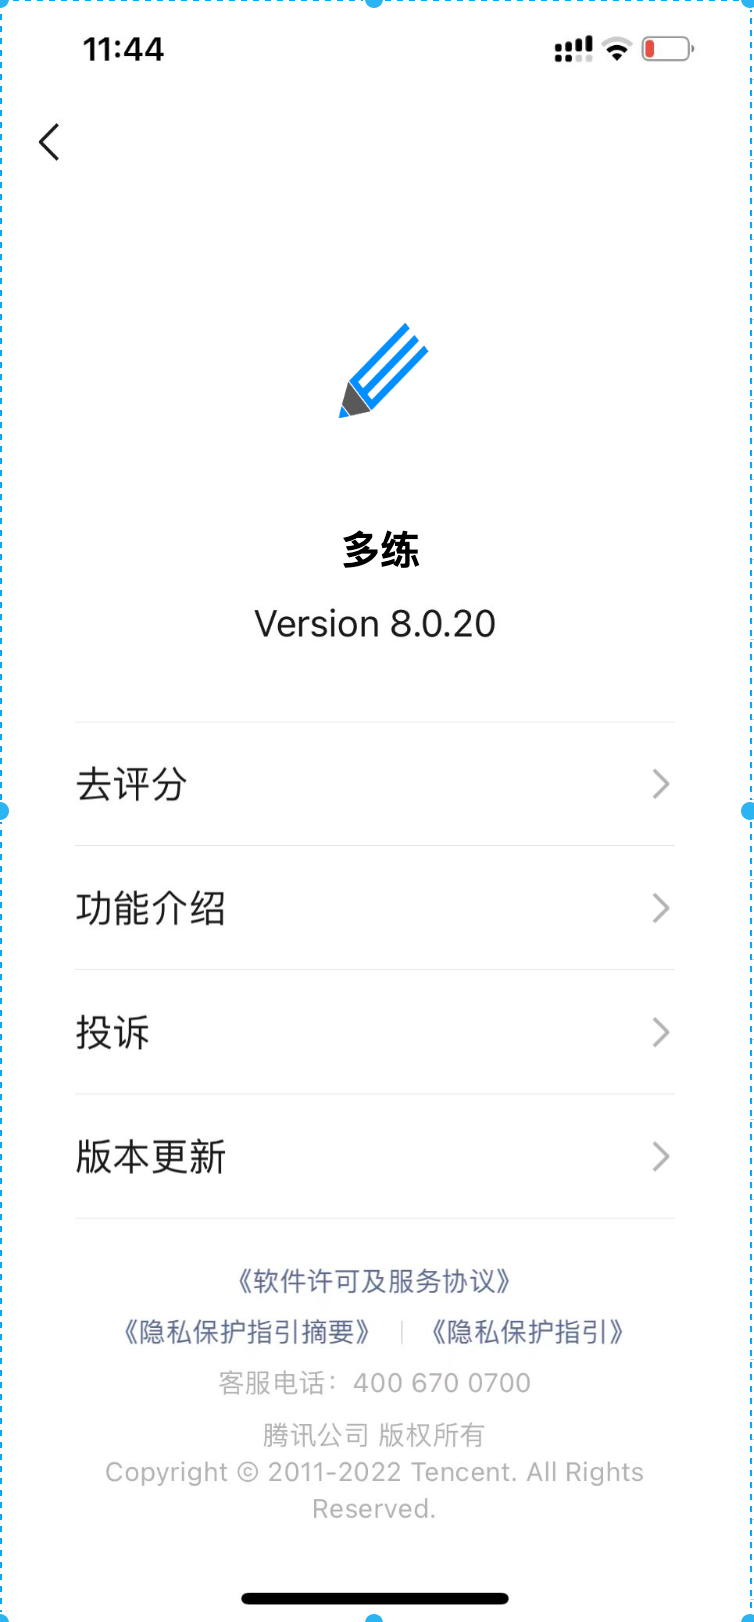 11:44
多练
Version 8.0.20
去评分
功能介绍
投诉
版本更新
《软件许可及服务协议》
《隐私保护指引摘要》 《隐私保护指引》
客服电话：400 670 0700
腾讯公司 版权所有
Copyright © 2011-2022 Tencent. All Rights
Reserved.